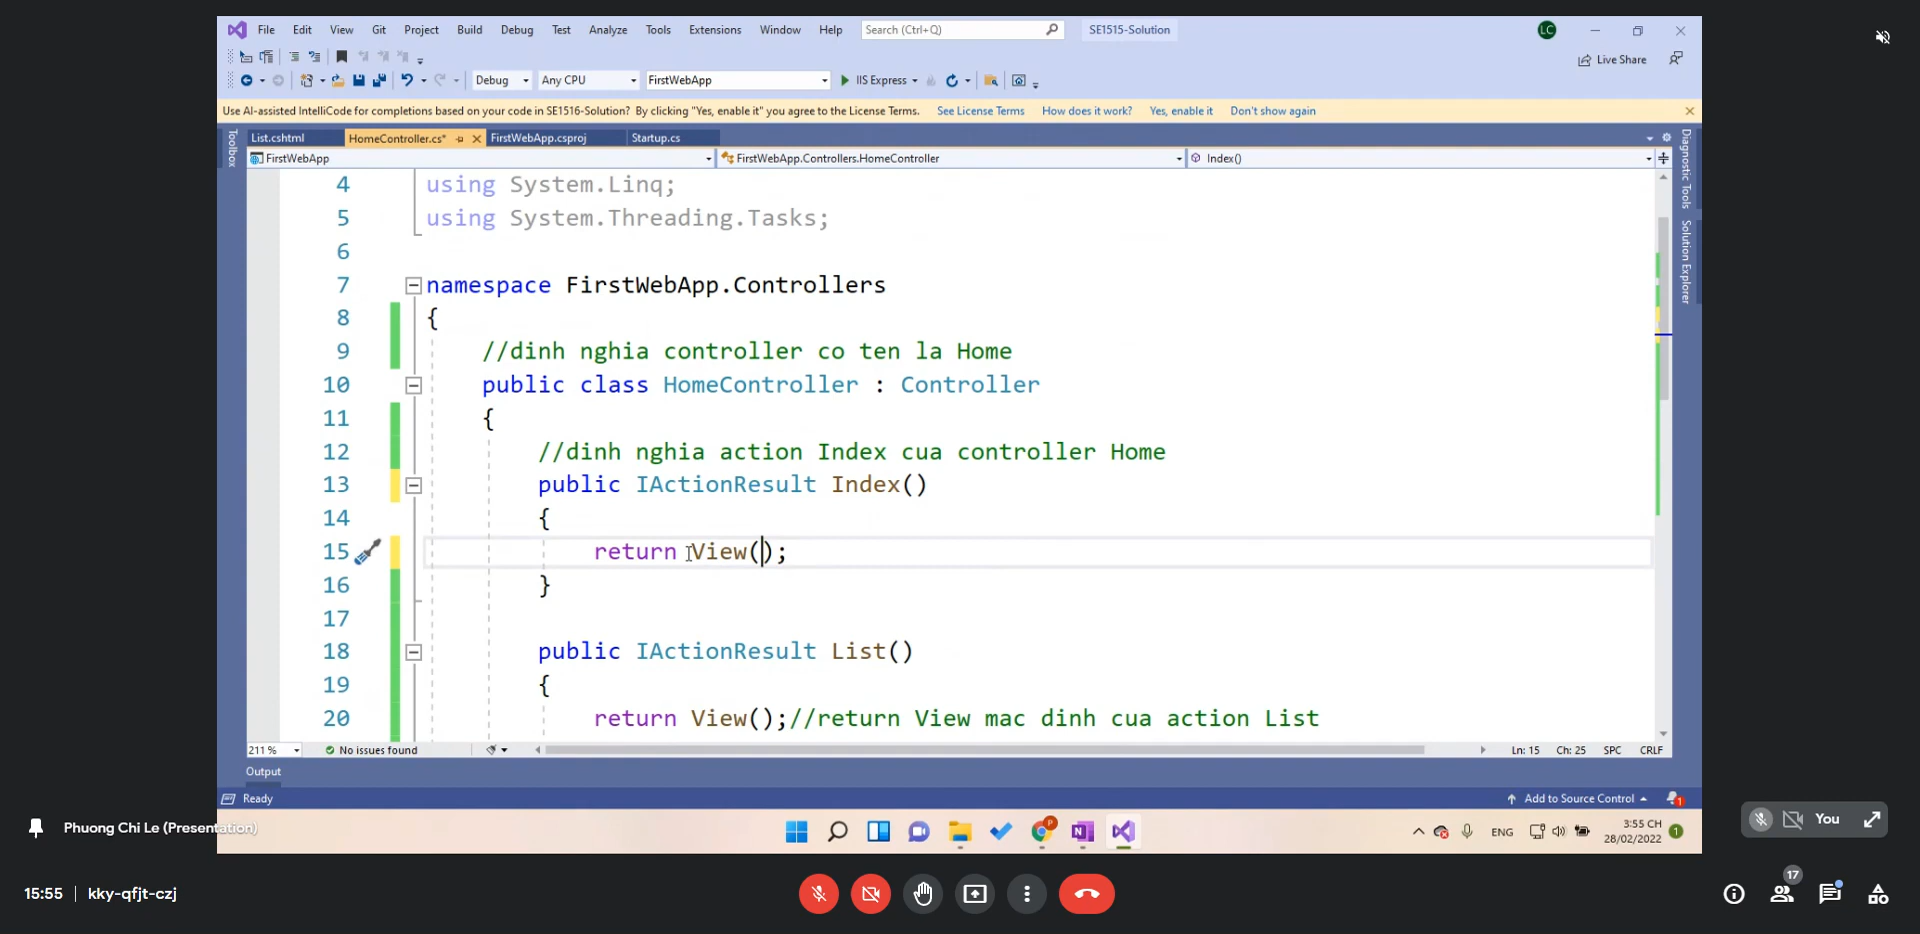 File Edit View Git Project Build Debug Test Analyze Tools Extensions Window Help Search (Ctrl+Q) SE1515-Solution LC
Live Share
Debug Any CPU FirstWebApp IIS Express
Use AI-assisted IntelliCode for completions based on your code in SE1516-Solution? By clicking "Yes, enable it" you agree to the License Terms. See License Terms How does it work? Yes, enable it Don't show again
Toolbox
List.cshtml HomeController.cs* FirstWebApp.csproj Startup.cs
FirstWebApp FirstWebApp.Controllers.HomeController Index()
Diagnostic Tools
Solution Explorer
4 using System.Linq;
5 using System.Threading.Tasks;
6
7 namespace FirstWebApp.Controllers
8 {
9 //dinh nghia controller co ten la Home
10 public class HomeController : Controller
11 {
12 //dinh nghia action Index cua controller Home
13 public IActionResult Index()
14 {
15 return View();
16 }
17
18 public IActionResult List()
19 {
20 return View();//return View mac dinh cua action List
211 % No issues found Ln: 15 Ch: 25 SPC CRLF
Output
Ready Add to Source Control 1
Phuong Chi Le (Presentation)
ENG 3:55 CH 1
28/02/2022
You
15:55 | kky-qfjt-czj
17